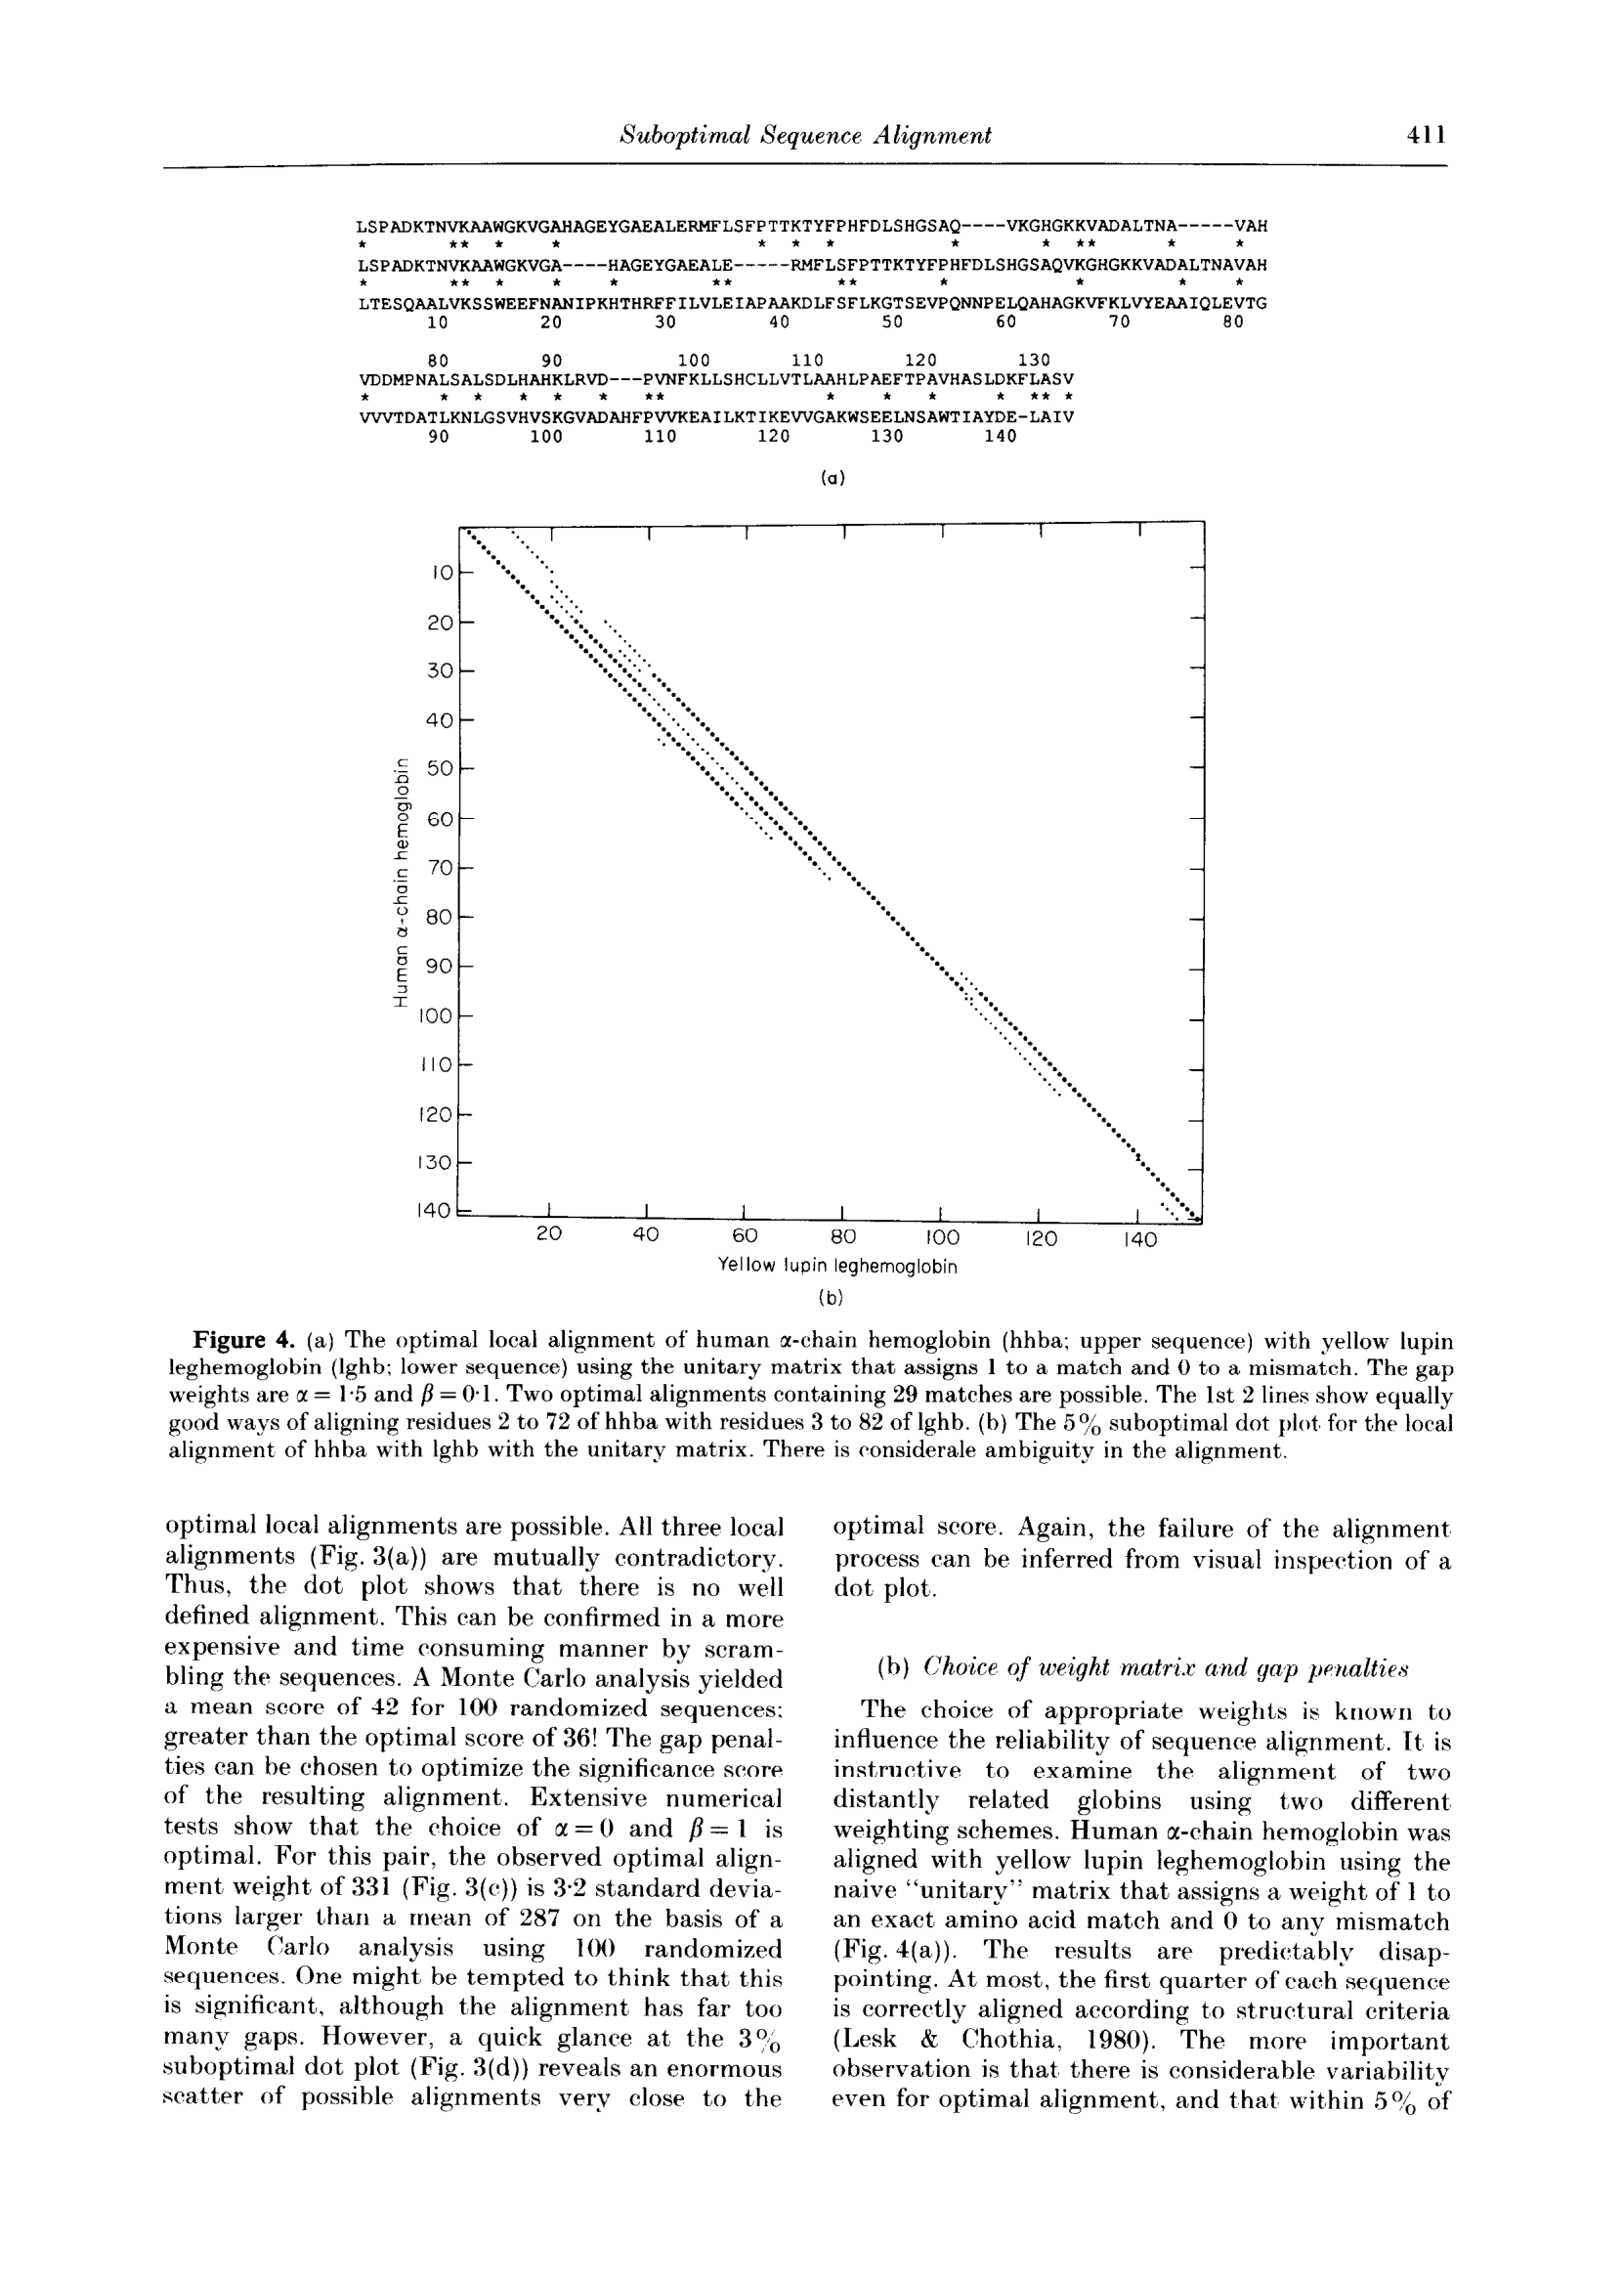 Suboptimal Sequence Alignment 411
LSPADKTNVKAAWGKVGAHAGEYGAEALERMFLSFPTTKTYFPHFDLSHGSAQ----VKGHGKKVADALTNA-----VAH
* ** * * * * * * * ** * *
LSPADKTNVKAAWGKVGA----HAGEYGAEALE-----RMFLSFPTTKTYFPHFDLSHGSAQVKGHGKKVADALTNAVAH
* ** * * * ** ** * * * *
LTESQAALVKSSWEEFNANIPKHTHRFFILVLEIAPAAKDLFSFLKGTSEVPQNNPELQAHAGKVFKLVYEAAIQLEVTG
10 20 30 40 50 60 70 80
80 90 100 110 120 130
VDDMPNALSALSDLHAHKLRVD---PVNFKLLSHCLLVTLAAHLPAEFTPAVHASLDKFLASV
* * * * * * ** * * * * ** *
VVVTDATLKNLGSVHVSKGVADAHFPVVKEAILKTIKEVVGAKWSEELNSAWTIAYDE-LAIV
90 100 110 120 130 140
(a)
10
20
30
40
50
60
70
80
90
100
110
120
130
140
Human α-chain hemoglobin
20 40 60 80 100 120 140
Yellow lupin leghemoglobin
(b)
Figure 4. (a) The optimal local alignment of human α-chain hemoglobin (hhba; upper sequence) with yellow lupin
leghemoglobin (lghb; lower sequence) using the unitary matrix that assigns 1 to a match and 0 to a mismatch. The gap
weights are α = 1·5 and β = 0·1. Two optimal alignments containing 29 matches are possible. The 1st 2 lines show equally
good ways of aligning residues 2 to 72 of hhba with residues 3 to 82 of lghb. (b) The 5% suboptimal dot plot for the local
alignment of hhba with lghb with the unitary matrix. There is considerale ambiguity in the alignment.
optimal local alignments are possible. All three local
alignments (Fig. 3(a)) are mutually contradictory.
Thus, the dot plot shows that there is no well
defined alignment. This can be confirmed in a more
expensive and time consuming manner by scram-
bling the sequences. A Monte Carlo analysis yielded
a mean score of 42 for 100 randomized sequences:
greater than the optimal score of 36! The gap penal-
ties can be chosen to optimize the significance score
of the resulting alignment. Extensive numerical
tests show that the choice of α = 0 and β = 1 is
optimal. For this pair, the observed optimal align-
ment weight of 331 (Fig. 3(c)) is 3·2 standard devia-
tions larger than a mean of 287 on the basis of a
Monte Carlo analysis using 100 randomized
sequences. One might be tempted to think that this
is significant, although the alignment has far too
many gaps. However, a quick glance at the 3%
suboptimal dot plot (Fig. 3(d)) reveals an enormous
scatter of possible alignments very close to the
optimal score. Again, the failure of the alignment
process can be inferred from visual inspection of a
dot plot.
(b) Choice of weight matrix and gap penalties
The choice of appropriate weights is known to
influence the reliability of sequence alignment. It is
instructive to examine the alignment of two
distantly related globins using two different
weighting schemes. Human α-chain hemoglobin was
aligned with yellow lupin leghemoglobin using the
naive “unitary” matrix that assigns a weight of 1 to
an exact amino acid match and 0 to any mismatch
(Fig. 4(a)). The results are predictably disap-
pointing. At most, the first quarter of each sequence
is correctly aligned according to structural criteria
(Lesk & Chothia, 1980). The more important
observation is that there is considerable variability
even for optimal alignment, and that within 5% of